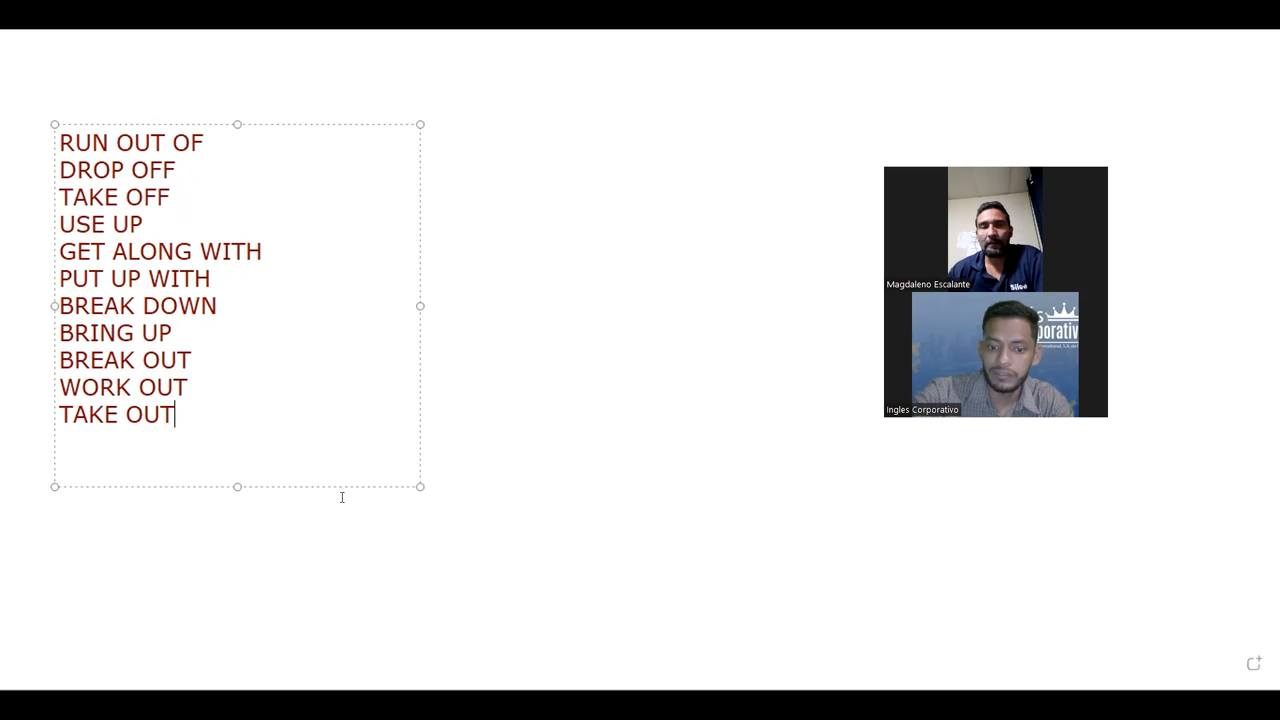 RUN OUT OF
DROP OFF
TAKE OFF
USE UP
GET ALONG WITH
PUT UP WITH
BREAK DOWN
BRING UP
BREAK OUT
WORK OUT
TAKE OUT
Magdaleno Escalante
Ingles Corporativo